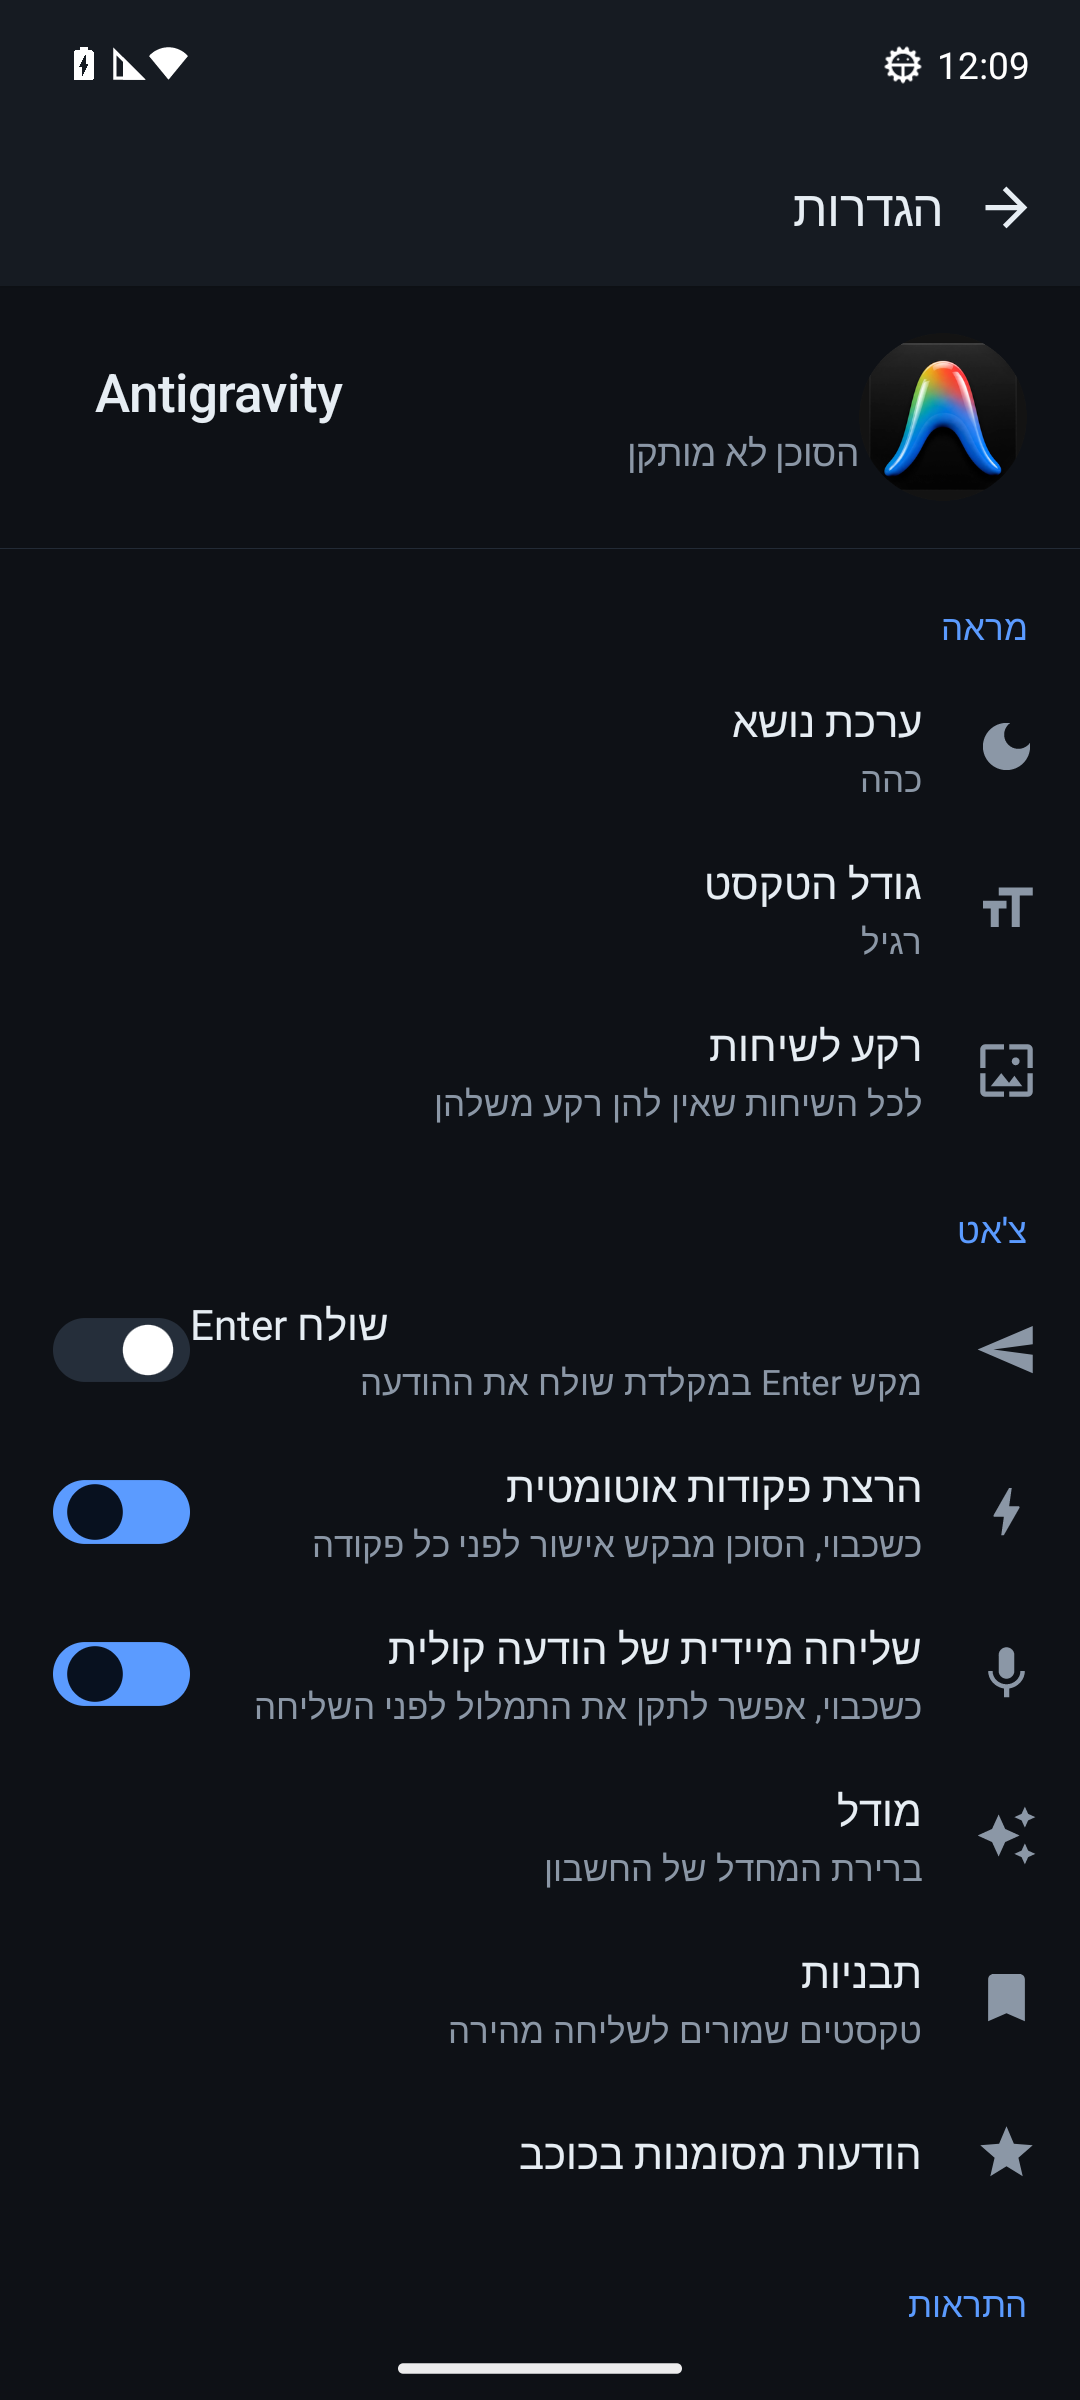 12:09
הגדרות
Antigravity
הסוכן לא מותקן
מראה
ערכת נושא
כהה
גודל הטקסט
רגיל
רקע לשיחות
לכל השיחות שאין להן רקע משלהן
צ'אט
Enter שולח
מקש Enter במקלדת שולח את ההודעה
הרצת פקודות אוטומטית
כשכבוי, הסוכן מבקש אישור לפני כל פקודה
שליחה מיידית של הודעה קולית
כשכבוי, אפשר לתקן את התמלול לפני השליחה
מודל
ברירת המחדל של החשבון
תבניות
טקסטים שמורים לשליחה מהירה
הודעות מסומנות בכוכב
התראות